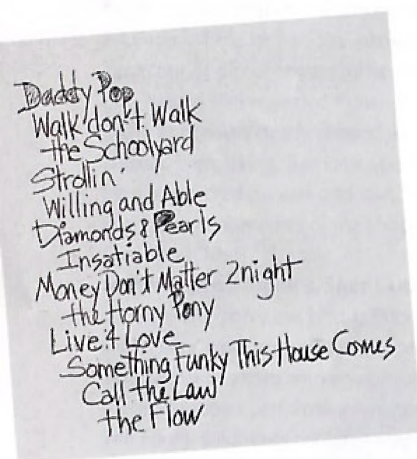 Daddy Pop
Walk don't Walk
the Schoolyard
Strollin'
Willing and Able
Diamonds & Pearls
Insatiable
Money Don't Matter 2night
the Horny Pony
Live 4 Love
Something Funky This House Comes
Call the Law
the Flow